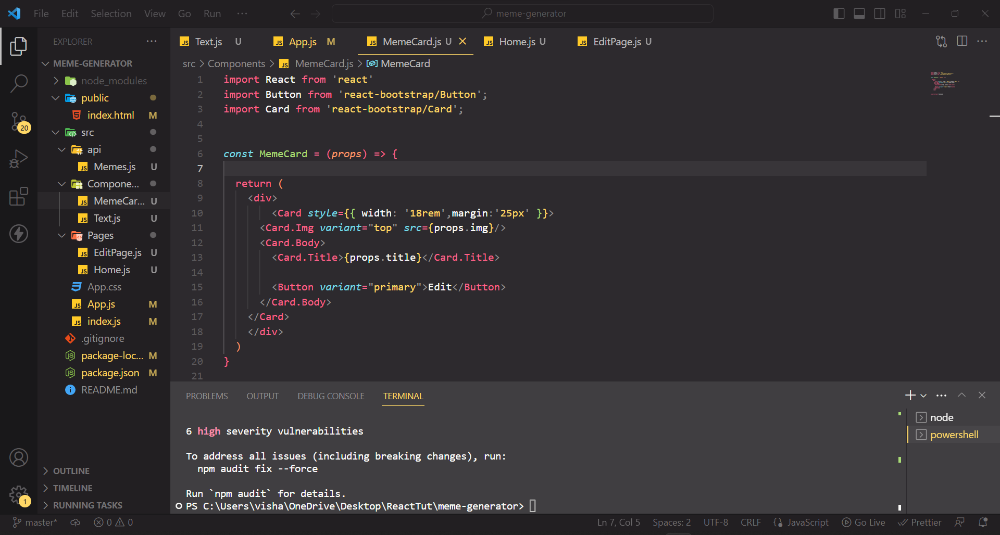 File Edit Selection View Go Run ··· meme-generator
EXPLORER ···
MEME-GENERATOR
node_modules
public
index.html M
src
api
Memes.js U
Compone...
MemeCar... U
Text.js U
Pages
EditPage.js U
Home.js U
App.css
App.js M
index.js M
.gitignore
package-loc... M
package.json M
README.md
20
1
OUTLINE
TIMELINE
RUNNING TASKS
Text.js U App.js M MemeCard.js U Home.js U EditPage.js U
src > Components > MemeCard.js > MemeCard
1 import React from 'react'
2 import Button from 'react-bootstrap/Button';
3 import Card from 'react-bootstrap/Card';
4
5
6 const MemeCard = (props) => {
7
8 return (
9 <div>
10 <Card style={{ width: '18rem',margin:'25px' }}>
11 <Card.Img variant="top" src={props.img}/>
12 <Card.Body>
13 <Card.Title>{props.title}</Card.Title>
14
15 <Button variant="primary">Edit</Button>
16 </Card.Body>
17 </Card>
18 </div>
19 )
20 }
21
PROBLEMS OUTPUT DEBUG CONSOLE TERMINAL
6 high severity vulnerabilities
To address all issues (including breaking changes), run:
npm audit fix --force
Run `npm audit` for details.
PS C:\Users\visha\OneDrive\Desktop\ReactTut\meme-generator>
node
powershell
master* 0 0 Ln 7, Col 5 Spaces: 2 UTF-8 CRLF JavaScript Go Live Prettier